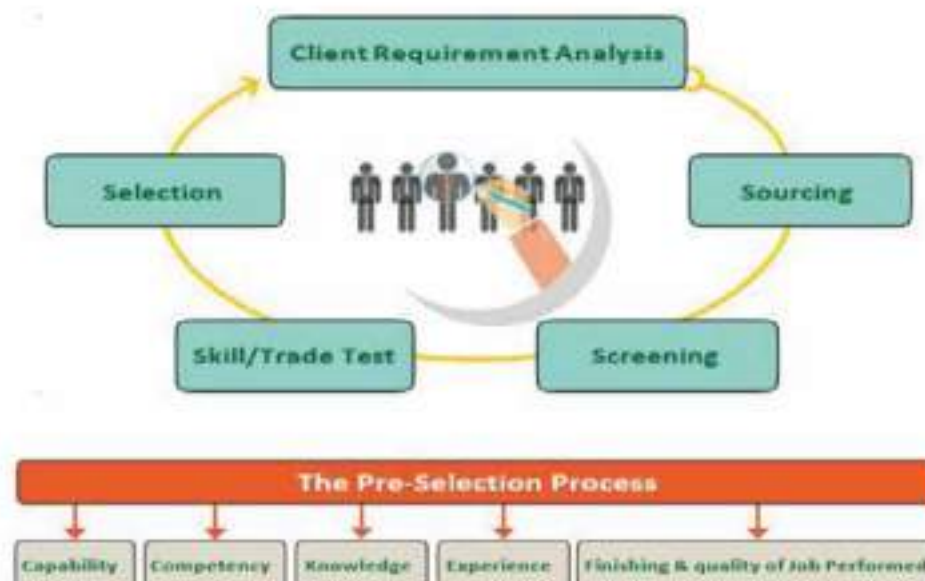 Client Requirement Analysis
Selection
Sourcing
Skill/Trade Test
Screening
The Pre-Selection Process
Capability
Competency
Knowledge
Experience
Finishing & quality of Job Performed